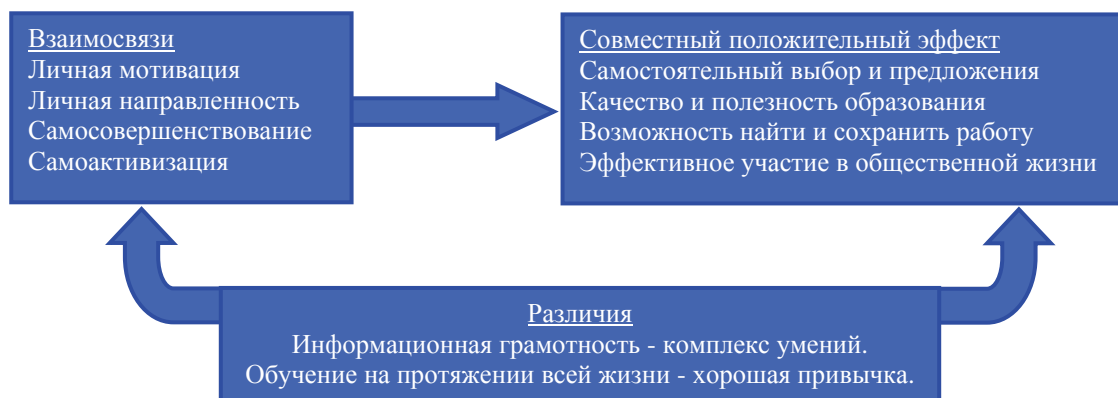 Взаимосвязи
Личная мотивация
Личная направленность
Самосовершенствование
Самоактивизация
Совместный положительный эффект
Самостоятельный выбор и предложения
Качество и полезность образования
Возможность найти и сохранить работу
Эффективное участие в общественной жизни
Различия
Информационная грамотность - комплекс умений.
Обучение на протяжении всей жизни - хорошая привычка.